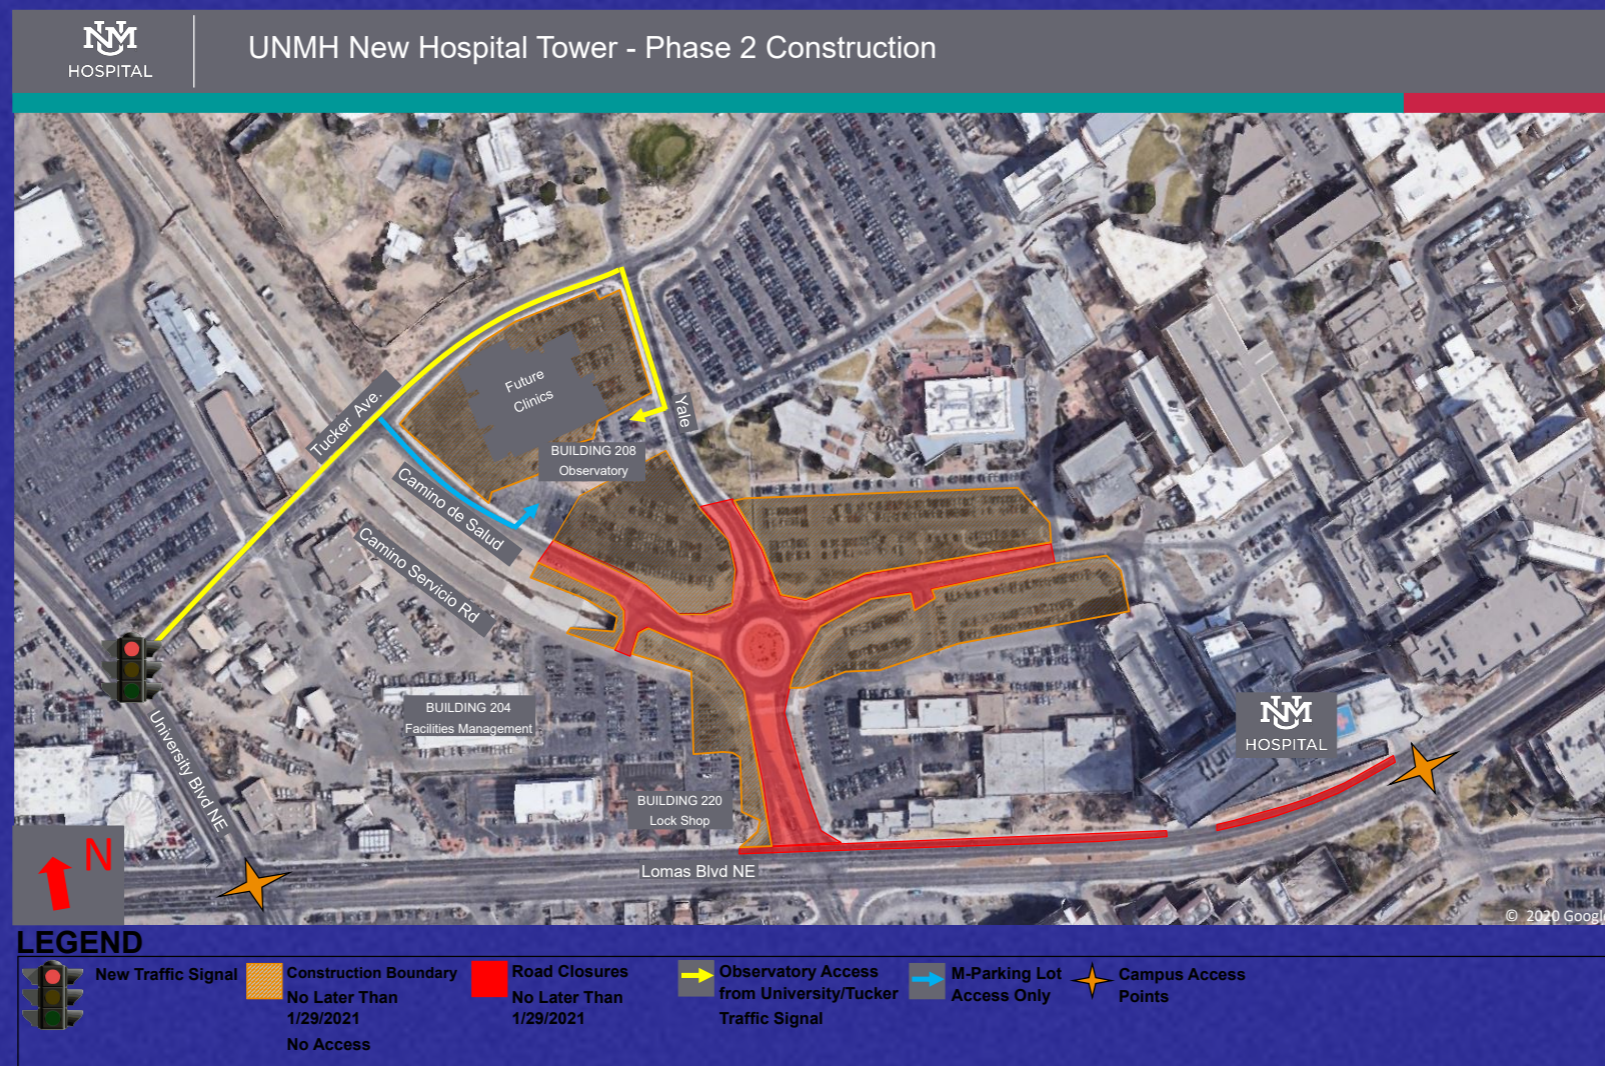 UNM
HOSPITAL
UNMH New Hospital Tower - Phase 2 Construction
Future
Clinics
Tucker Ave.
Yale
BUILDING 208
Observatory
Camino de Salud
Camino Servicio Rd
BUILDING 204
Facilities Management
University Blvd NE
UNM
HOSPITAL
BUILDING 220
Lock Shop
N
Lomas Blvd NE
© 2020 Google
LEGEND
New Traffic Signal
Construction Boundary
No Later Than
1/29/2021
No Access
Road Closures
No Later Than
1/29/2021
Observatory Access
from University/Tucker
Traffic Signal
M-Parking Lot
Access Only
Campus Access
Points